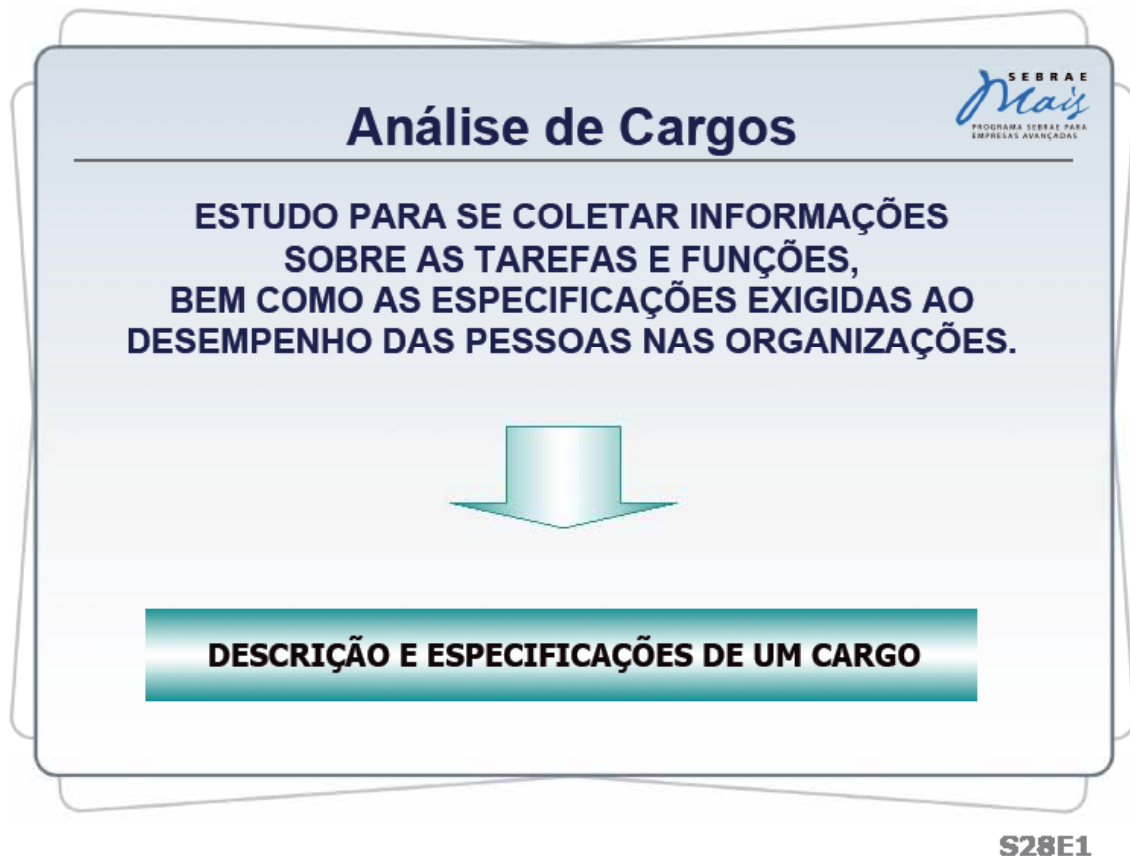 SEBRAE
Mais
PROGRAMA SEBRAE PARA
EMPRESAS AVANÇADAS
Análise de Cargos
ESTUDO PARA SE COLETAR INFORMAÇÕES
SOBRE AS TAREFAS E FUNÇÕES,
BEM COMO AS ESPECIFICAÇÕES EXIGIDAS AO
DESEMPENHO DAS PESSOAS NAS ORGANIZAÇÕES.
DESCRIÇÃO E ESPECIFICAÇÕES DE UM CARGO
S28E1